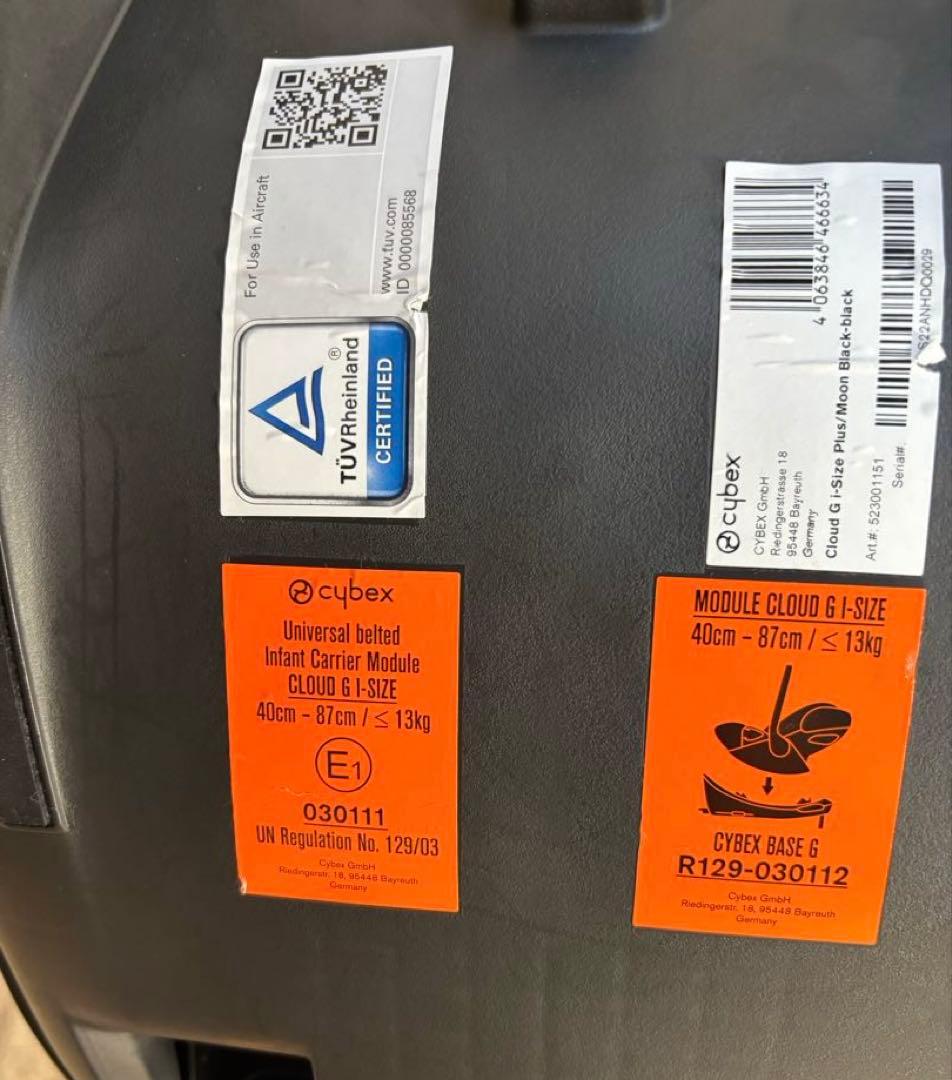 For Use in Aircraft
www.tuv.com
ID 0000085568
TÜVRheinland
®
CERTIFIED
cybex
CYBEX GmbH
Riedingerstrasse 18
95448 Bayreuth
Germany
Cloud G i-Size Plus/Moon Black-black
Art.#: 523001151
Serial#:
4 063846 466634
S22ANHDQ0029
cybex
Universal belted
Infant Carrier Module
CLOUD G I-SIZE
40cm – 87cm / ≤ 13kg
E1
030111
UN Regulation No. 129/03
Cybex GmbH
Riedingerstr. 18, 95448 Bayreuth
Germany
MODULE CLOUD G I-SIZE
40cm – 87cm / ≤ 13kg
CYBEX BASE G
R129-030112
Cybex GmbH
Riedingerstr. 18, 95448 Bayreuth
Germany